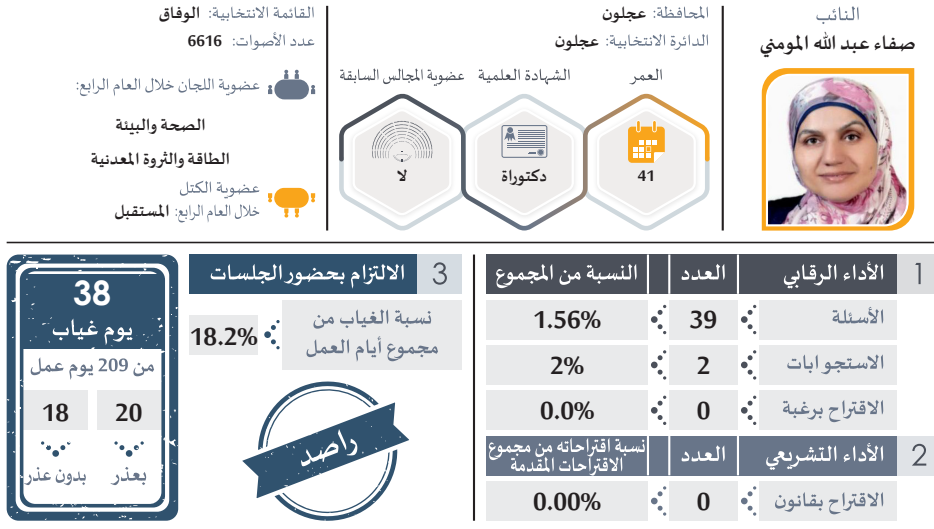 النائب
صفاء عبد الله المومني
المحافظة: عجلون
الدائرة الانتخابية: عجلون
العمر
41
الشهادة العلمية
دكتوراة
عضوية المجالس السابقة
لا
القائمة الانتخابية: الوفاق
عدد الأصوات: 6616
عضوية اللجان خلال العام الرابع:
الصحة والبيئة
الطاقة والثروة المعدنية
عضوية الكتل
خلال العام الرابع: المستقبل
1 الأداء الرقابي العدد النسبة من المجموع
الأسئلة 39 1.56%
الاستجوابات 2 2%
الاقتراح برغبة 0 0.0%
2 الأداء التشريعي العدد نسبة اقتراحاته من مجموع
الاقتراحات المقدمة
الاقتراح بقانون 0 0.00%
3 الالتزام بحضور الجلسات
نسبة الغياب من
مجموع أيام العمل
18.2%
راصد
38
يوم غياب
من 209 يوم عمل
20 18
بعذر بدون عذر